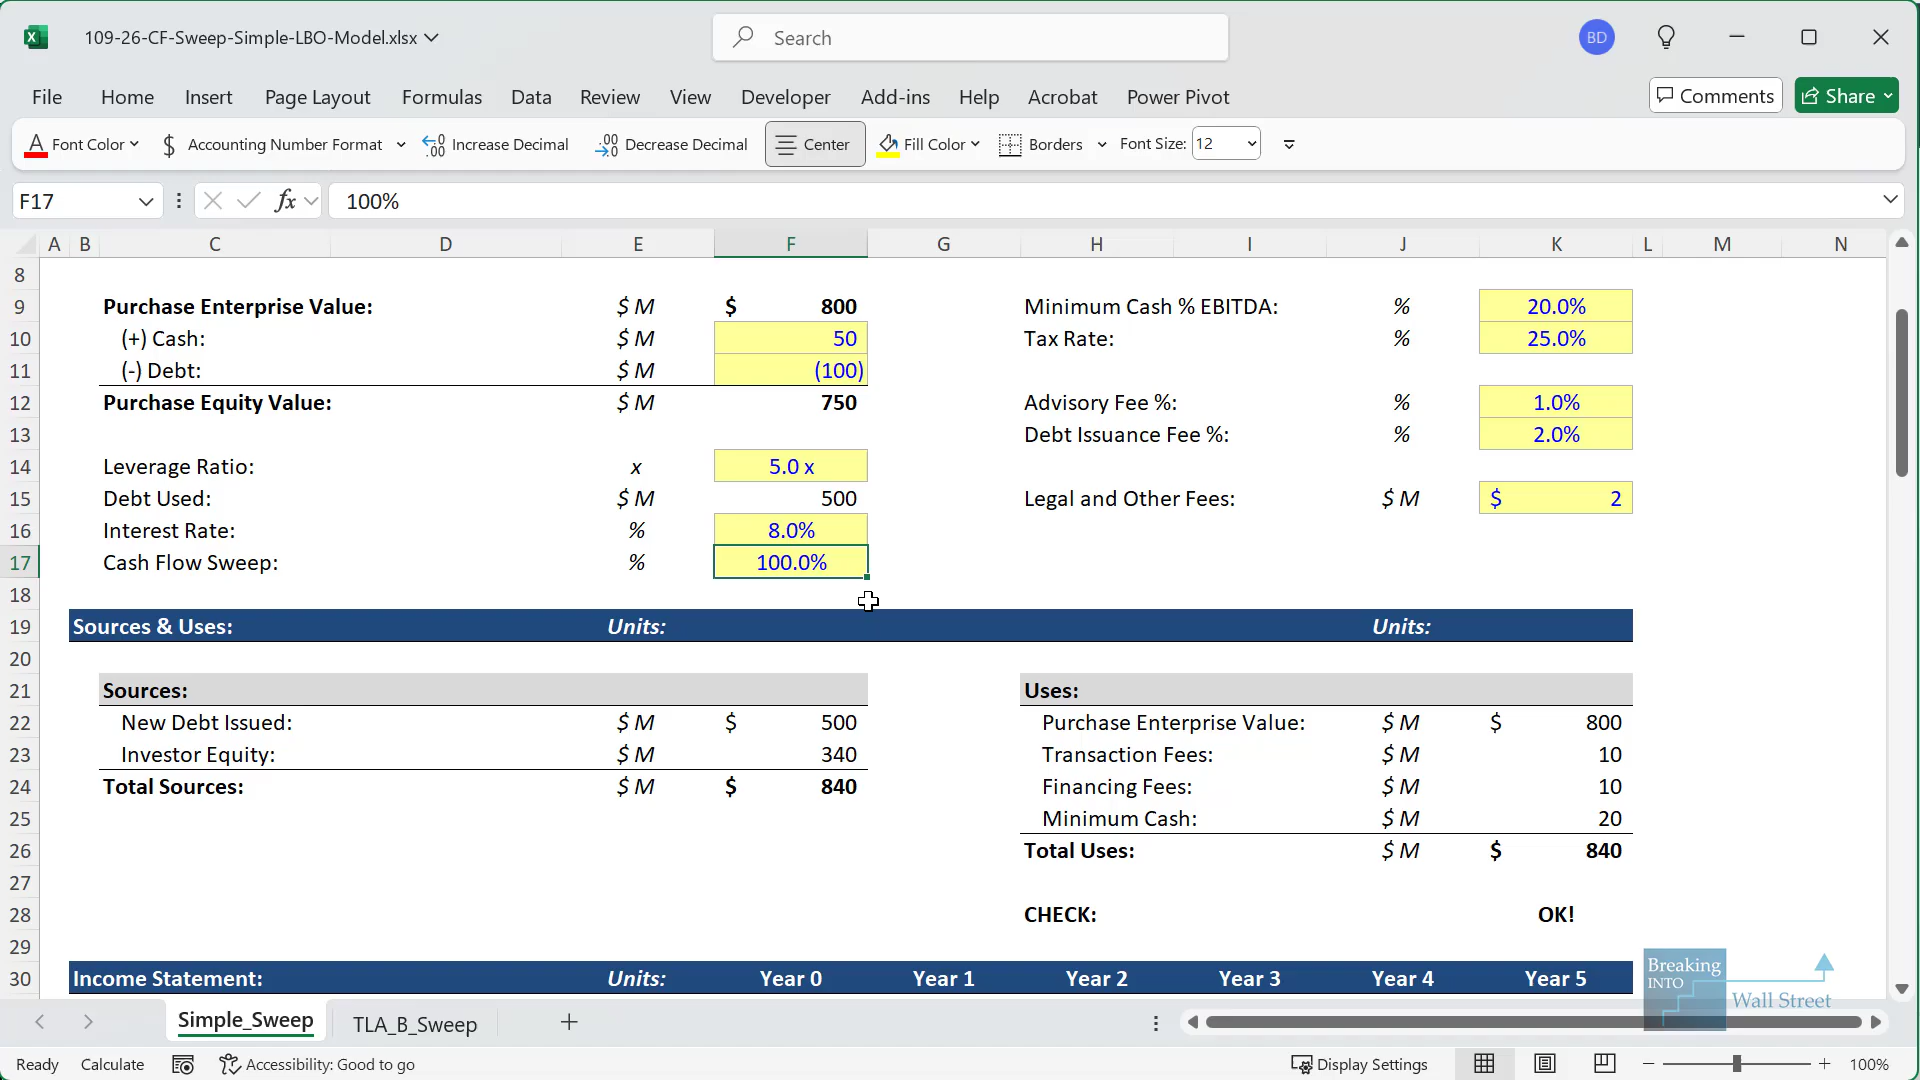 109-26-CF-Sweep-Simple-LBO-Model.xlsx
Search
BD
File Home Insert Page Layout Formulas Data Review View Developer Add-ins Help Acrobat Power Pivot Comments Share
Font Color $ Accounting Number Format Increase Decimal Decrease Decimal Center Fill Color Borders Font Size: 12
F17 fx 100%
A B C D E F G H I J K L M N
8
9 Purchase Enterprise Value: $ M $ 800 Minimum Cash % EBITDA: % 20.0%
10 (+) Cash: $ M 50 Tax Rate: % 25.0%
11 (-) Debt: $ M (100)
12 Purchase Equity Value: $ M 750 Advisory Fee %: % 1.0%
13 Debt Issuance Fee %: % 2.0%
14 Leverage Ratio: x 5.0 x
15 Debt Used: $ M 500 Legal and Other Fees: $ M $ 2
16 Interest Rate: % 8.0%
17 Cash Flow Sweep: % 100.0%
18
19 Sources & Uses: Units: Units:
20
21 Sources: Uses:
22 New Debt Issued: $ M $ 500 Purchase Enterprise Value: $ M $ 800
23 Investor Equity: $ M 340 Transaction Fees: $ M 10
24 Total Sources: $ M $ 840 Financing Fees: $ M 10
25 Minimum Cash: $ M 20
26 Total Uses: $ M $ 840
27
28 CHECK: OK!
29
30 Income Statement: Units: Year 0 Year 1 Year 2 Year 3 Year 4 Year 5
Breaking
INTO
Wall Street
Simple_Sweep TLA_B_Sweep
Ready Calculate Accessibility: Good to go Display Settings 100%